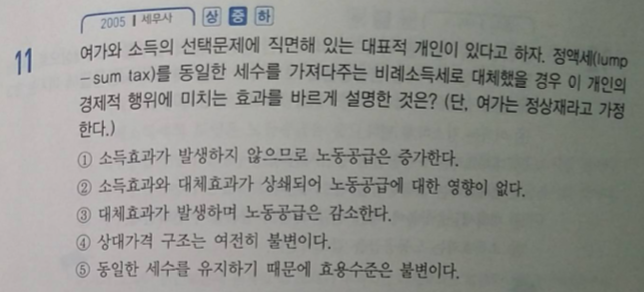 2005 | 세무사 상 중 하
11 여가와 소득의 선택문제에 직면해 있는 대표적 개인이 있다고 하자. 정액세(lump
-sum tax)를 동일한 세수를 가져다주는 비례소득세로 대체했을 경우 이 개인의
경제적 행위에 미치는 효과를 바르게 설명한 것은? (단, 여가는 정상재라고 가정
한다.)
① 소득효과가 발생하지 않으므로 노동공급은 증가한다.
② 소득효과와 대체효과가 상쇄되어 노동공급에 대한 영향이 없다.
③ 대체효과가 발생하며 노동공급은 감소한다.
④ 상대가격 구조는 여전히 불변이다.
⑤ 동일한 세수를 유지하기 때문에 효용수준은 불변이다.